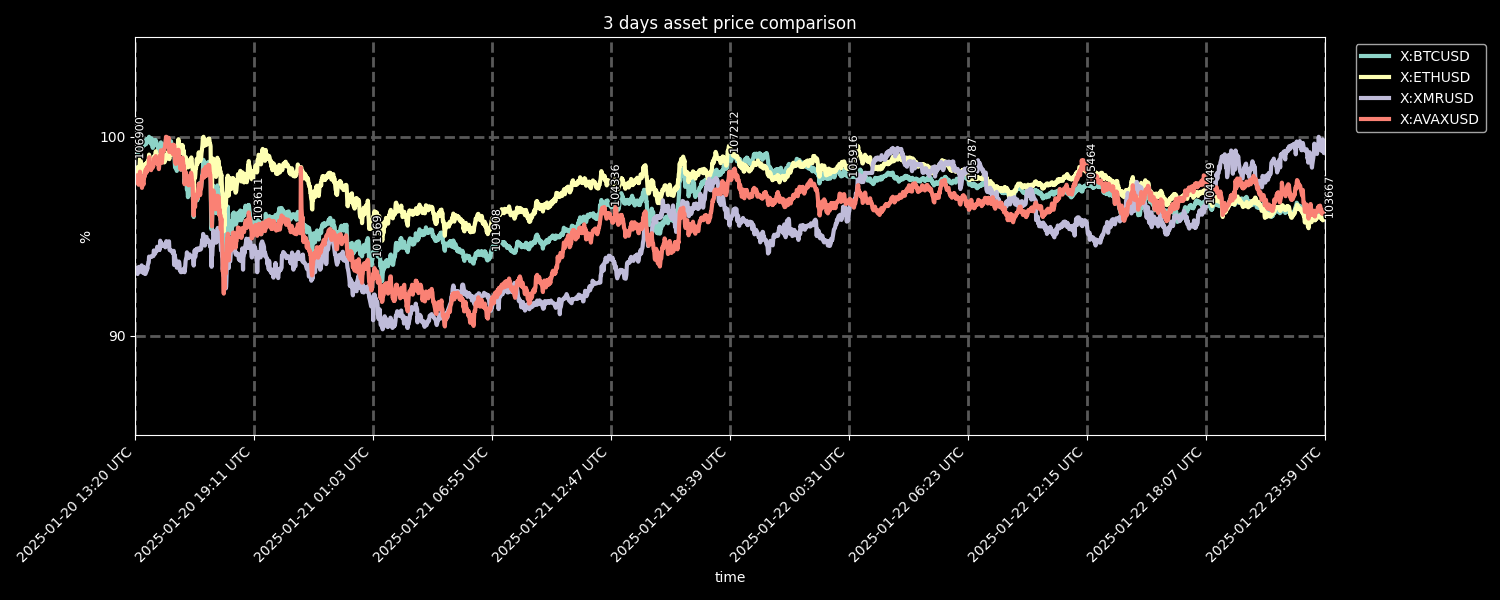 3 days asset price comparison
X:BTCUSD
X:ETHUSD
X:XMRUSD
X:AVAXUSD
100
90
%
106900
103611
101569
101908
104336
107212
105916
105787
105464
104449
103667
2025-01-20 13:20 UTC
2025-01-20 19:11 UTC
2025-01-21 01:03 UTC
2025-01-21 06:55 UTC
2025-01-21 12:47 UTC
2025-01-21 18:39 UTC
2025-01-22 00:31 UTC
2025-01-22 06:23 UTC
2025-01-22 12:15 UTC
2025-01-22 18:07 UTC
2025-01-22 23:59 UTC
time